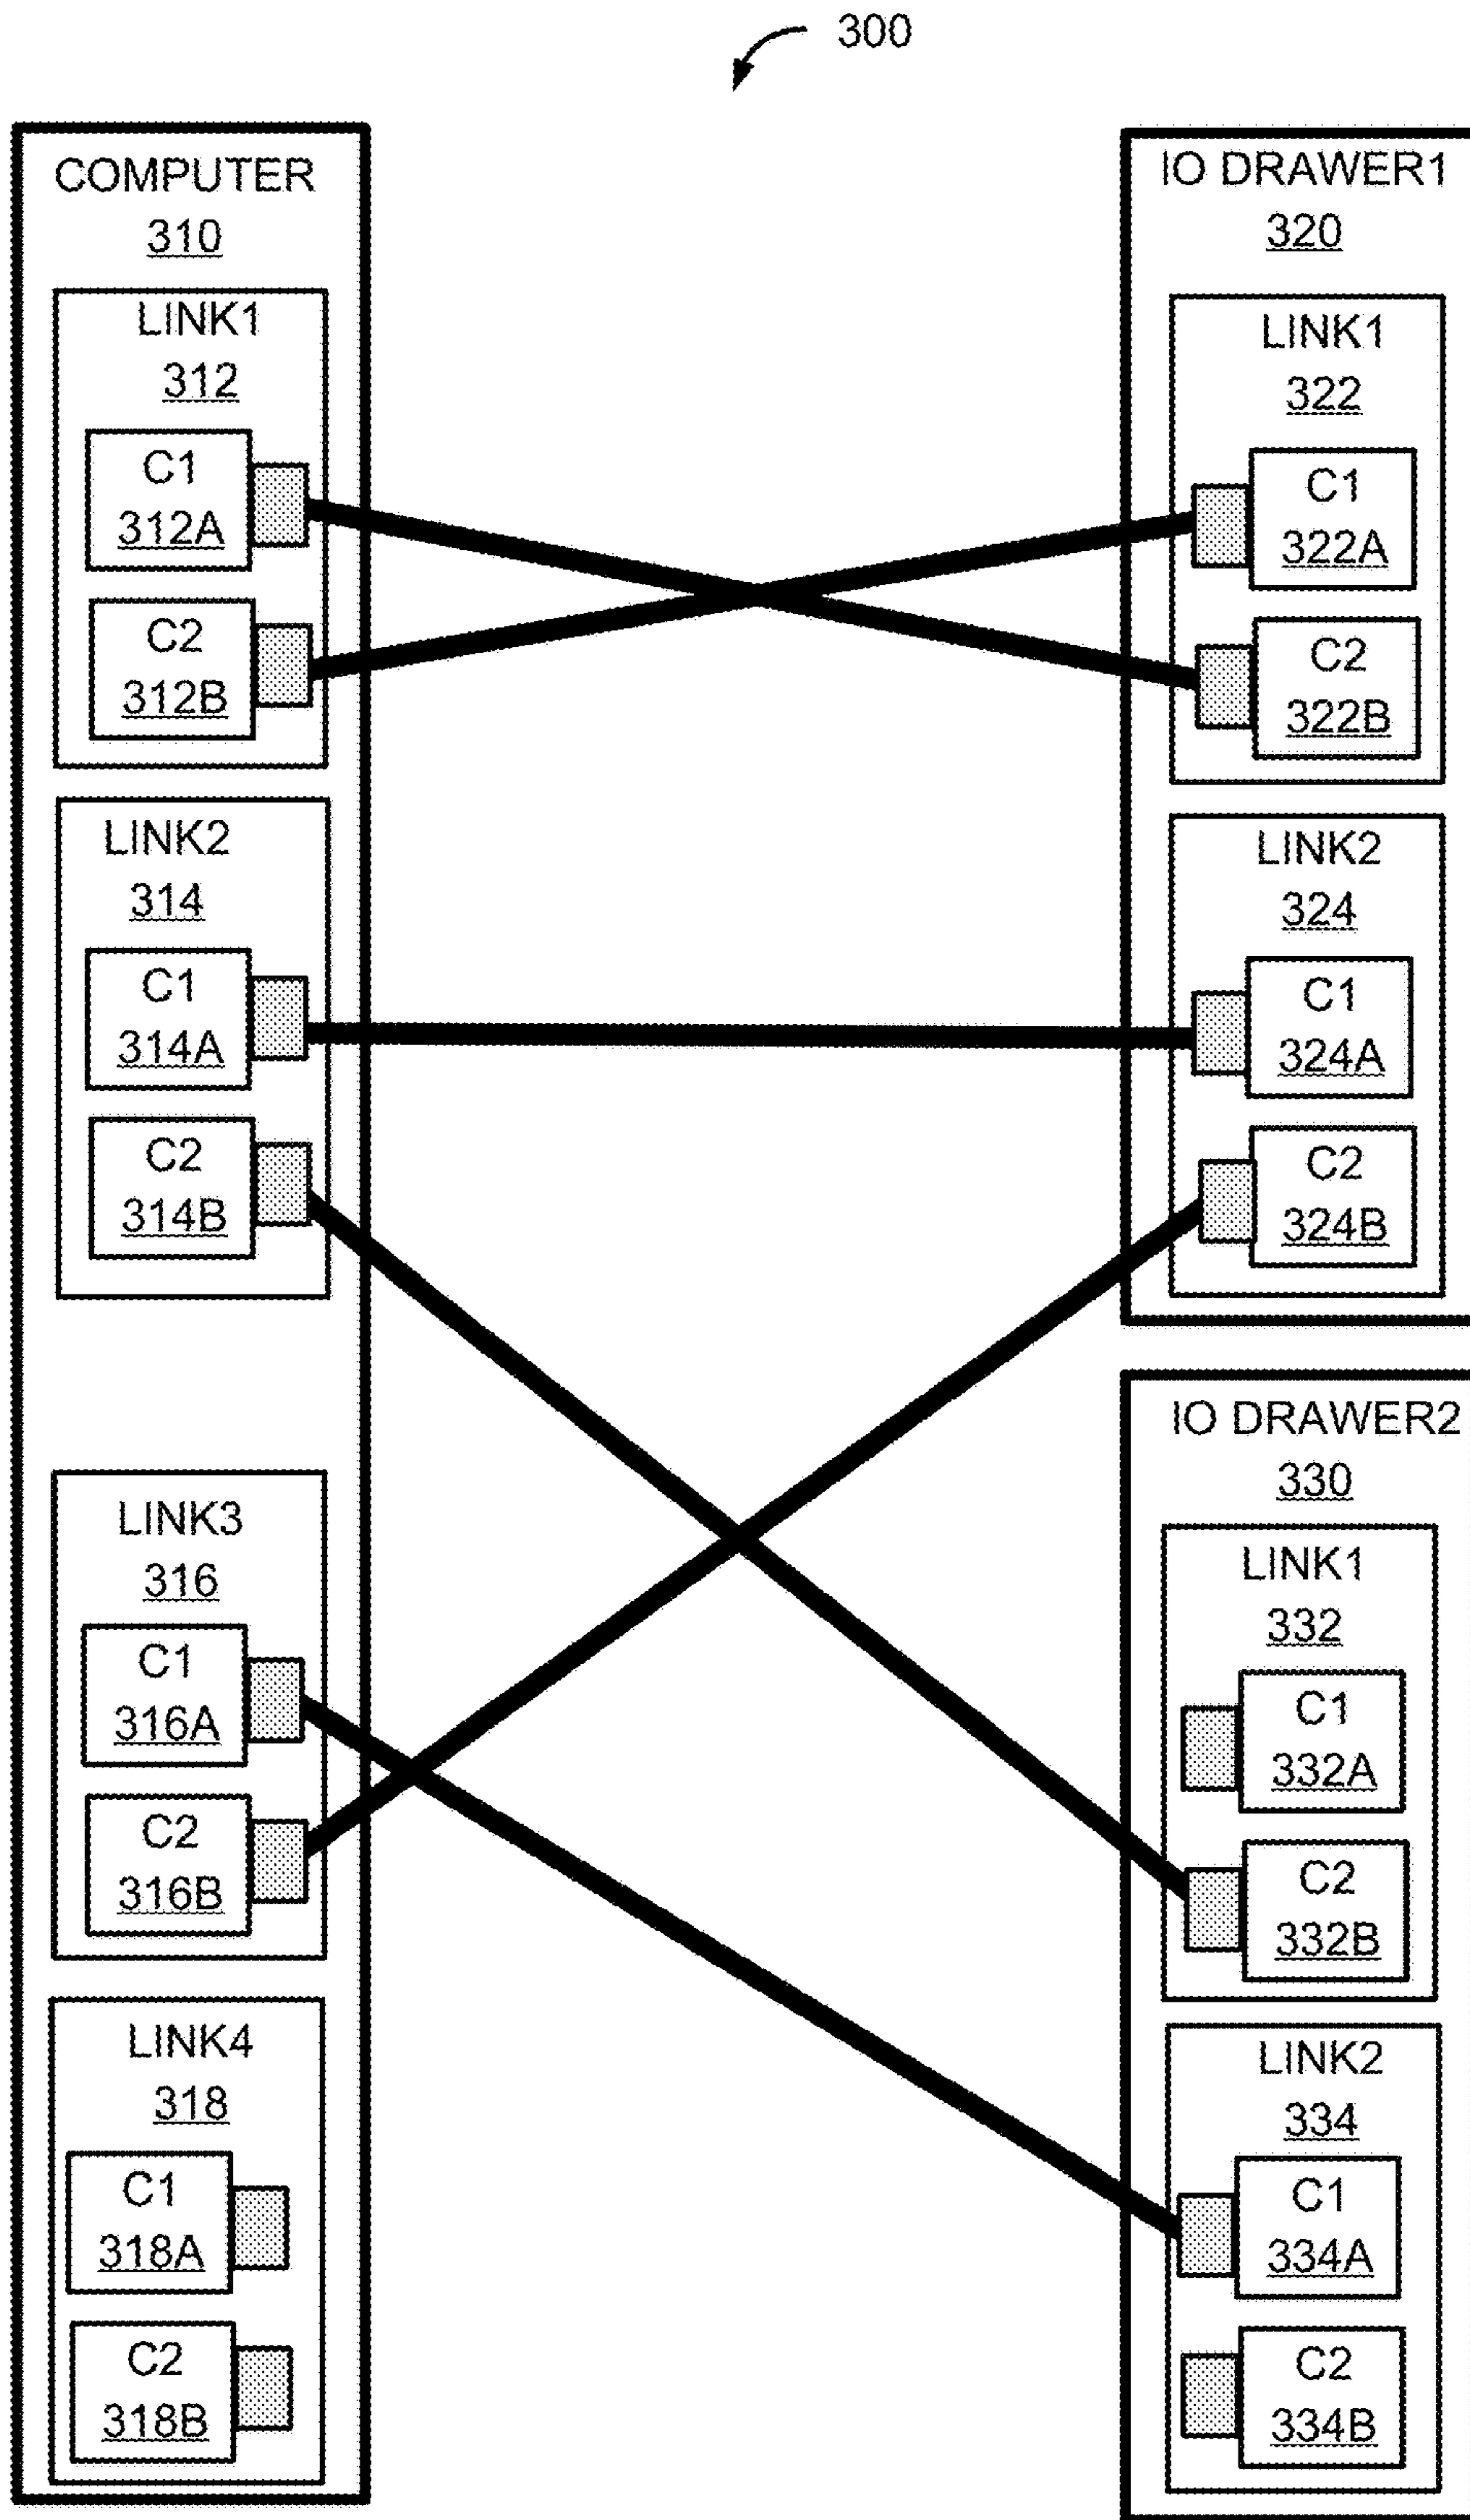 300
COMPUTER
310
LINK1
312
C1
312A
C2
312B
LINK2
314
C1
314A
C2
314B
LINK3
316
C1
316A
C2
316B
LINK4
318
C1
318A
C2
318B
IO DRAWER1
320
LINK1
322
C1
322A
C2
322B
LINK2
324
C1
324A
C2
324B
IO DRAWER2
330
LINK1
332
C1
332A
C2
332B
LINK2
334
C1
334A
C2
334B